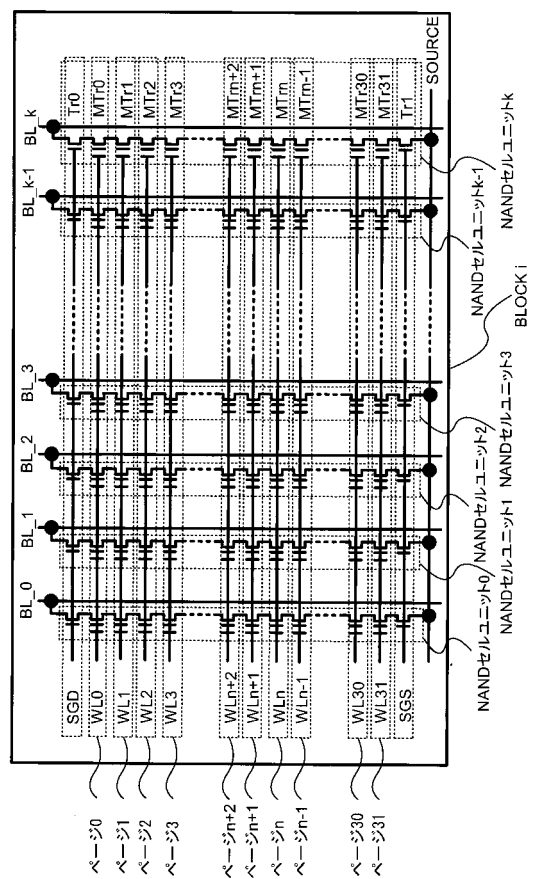 BL_0 BL_1 BL_2 BL_3 BL_k-1 BL_k
ページ0 WL0 MTr0
ページ1 WL1 MTr1
ページ2 WL2 MTr2
ページ3 WL3 MTr3
ページn+2 WLn+2 MTrn+2
ページn+1 WLn+1 MTrn+1
ページn WLn MTrn
ページn-1 WLn-1 MTrn-1
ページ30 WL30 MTr30
ページ31 WL31 MTr31
SGD Tr0
SGS Tr1
SOURCE
NANDセルユニット0
NANDセルユニット1
NANDセルユニット2
NANDセルユニット3
NANDセルユニットk-1
NANDセルユニットk
BLOCK i